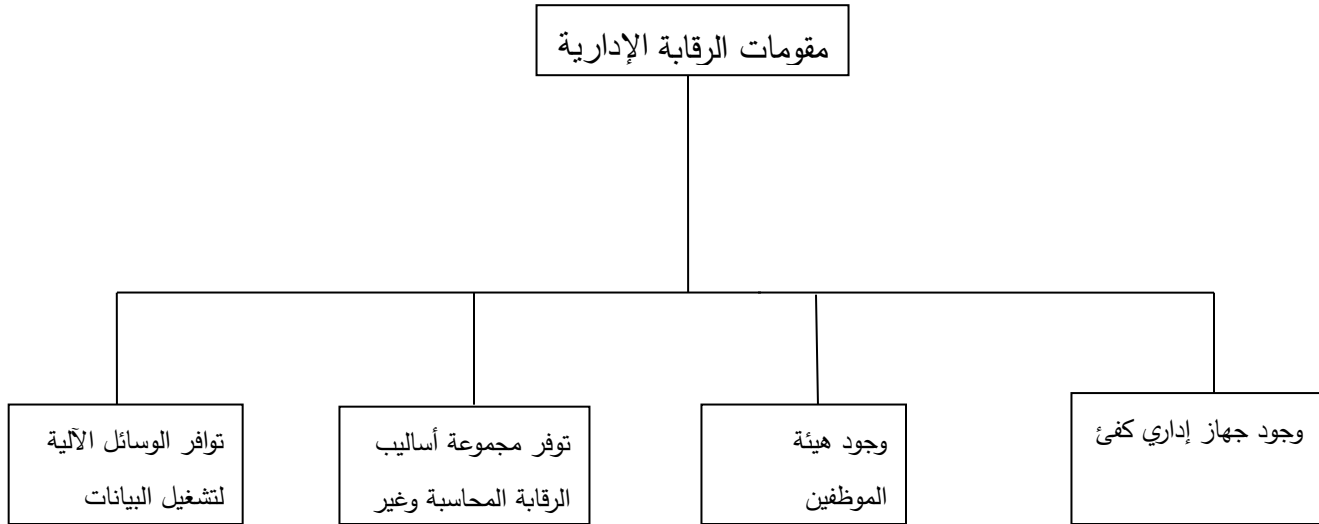 مقومات الرقابة الإدارية
وجود جهاز إداري كفئ
وجود هيئة
الموظفين
توفر مجموعة أساليب
الرقابة المحاسبة وغير
توافر الوسائل الآلية
لتشغيل البيانات